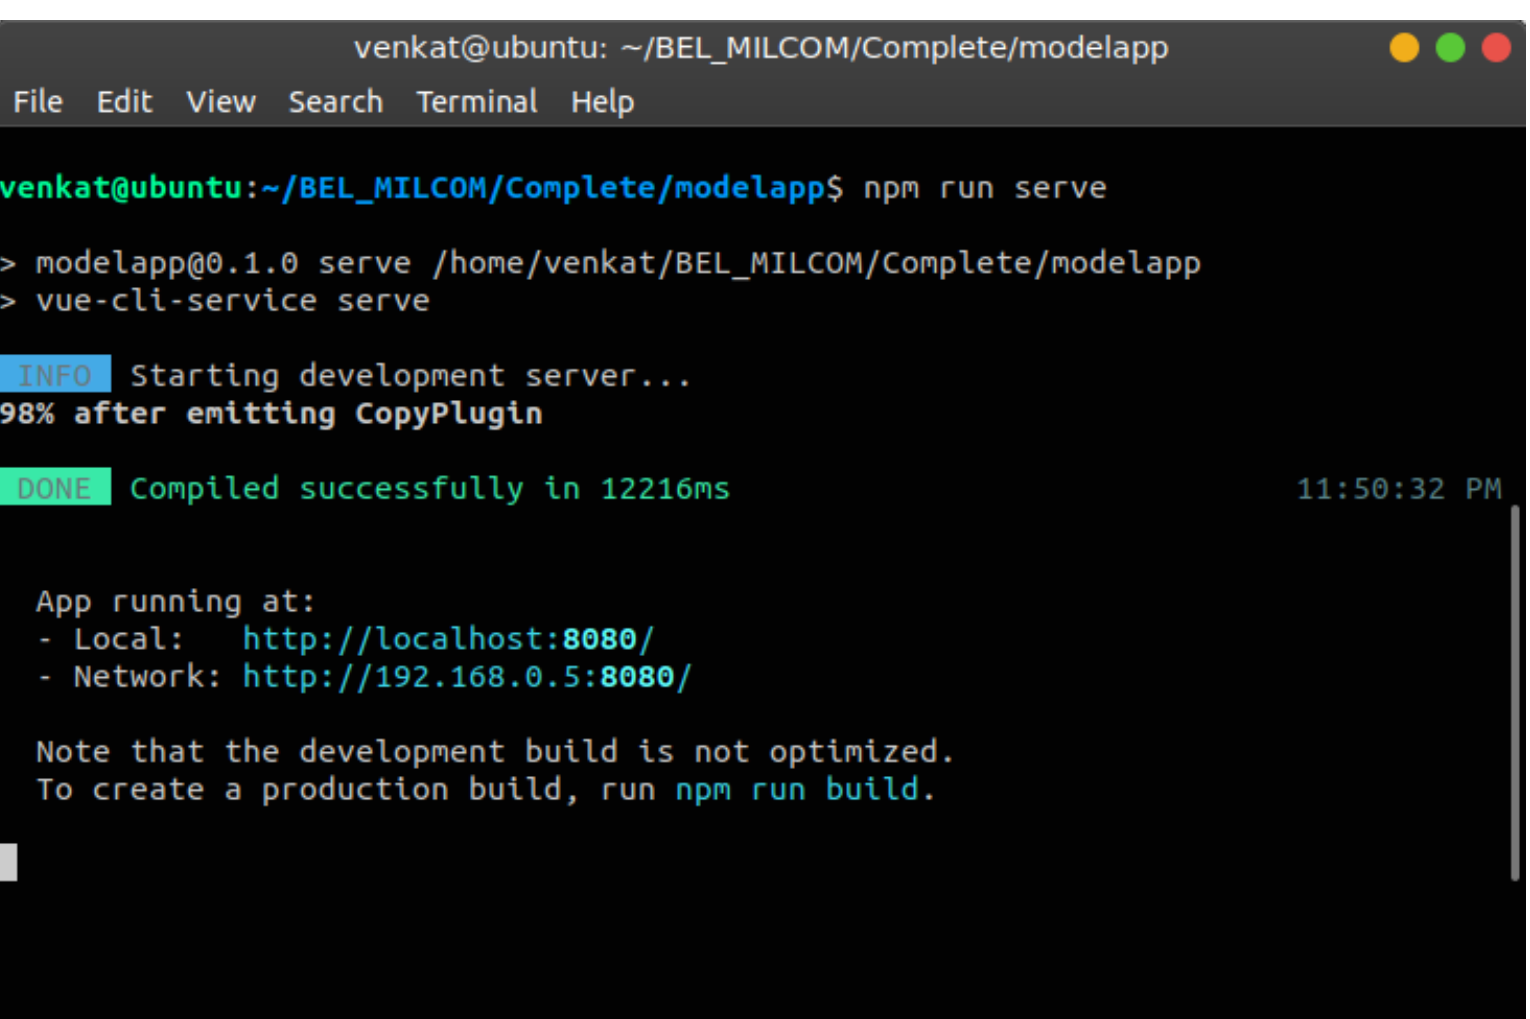 venkat@ubuntu: ~/BEL_MILCOM/Complete/modelapp
File Edit View Search Terminal Help
venkat@ubuntu:~/BEL_MILCOM/Complete/modelapp$ npm run serve
> modelapp@0.1.0 serve /home/venkat/BEL_MILCOM/Complete/modelapp
> vue-cli-service serve
INFO Starting development server...
98% after emitting CopyPlugin
DONE Compiled successfully in 12216ms 11:50:32 PM
App running at:
- Local: http://localhost:8080/
- Network: http://192.168.0.5:8080/
Note that the development build is not optimized.
To create a production build, run npm run build.